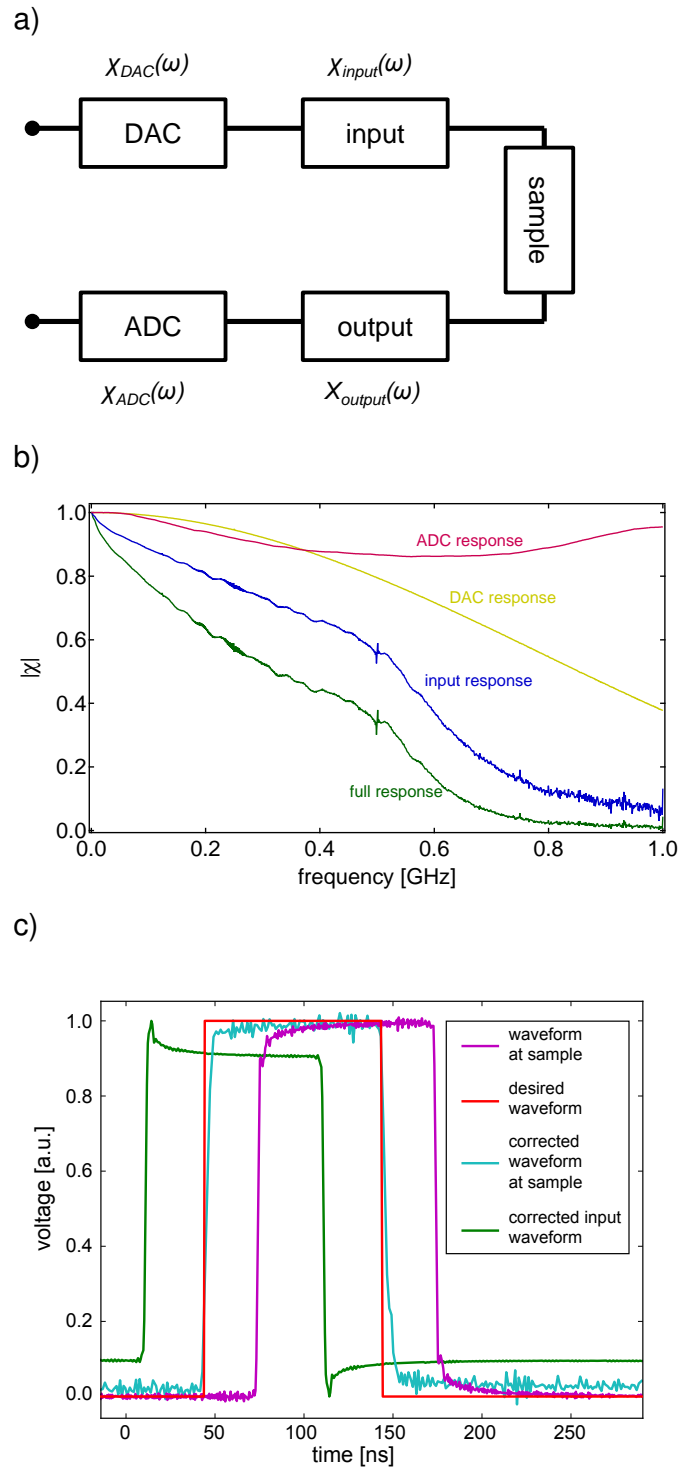 a)
χDAC(ω)
χinput(ω)
DAC
input
sample
ADC
output
χADC(ω)
Χoutput(ω)
b)
1.0
0.8
0.6
0.4
0.2
0.0
|χ|
ADC response
DAC response
input response
full response
0.0
0.2
0.4
0.6
0.8
1.0
frequency [GHz]
c)
1.0
0.8
0.6
0.4
0.2
0.0
voltage [a.u.]
waveform
at sample
desired
waveform
corrected
waveform
at sample
corrected input
waveform
0
50
100
150
200
250
time [ns]